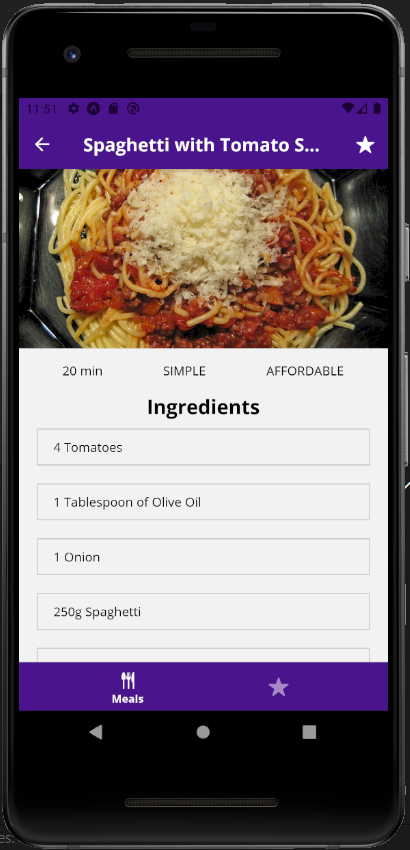 11:51
Spaghetti with Tomato S...
20 min SIMPLE AFFORDABLE
Ingredients
4 Tomatoes
1 Tablespoon of Olive Oil
1 Onion
250g Spaghetti
Meals
es: